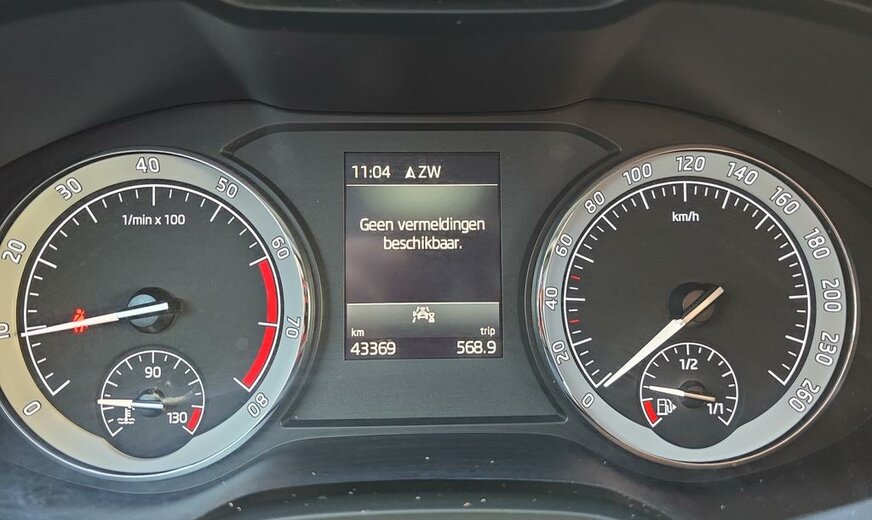 11:04 ZW
Geen vermeldingen
beschikbaar.
km trip
43369 568.9
1/min x 100
0 10 20 30 40 50 60 70 80
90 130
km/h
0 20 40 60 80 100 120 140 160 180 200 230 260
1/2 1/1